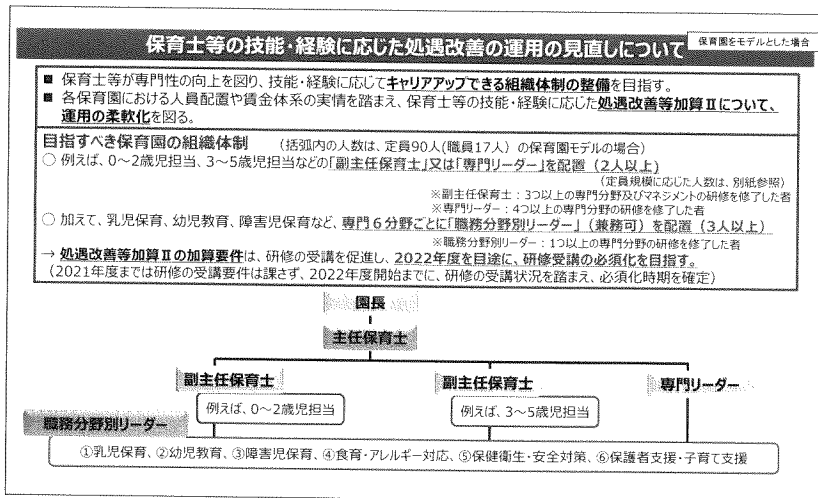 保育士等の技能・経験に応じた処遇改善の運用の見直しについて
保育園をモデルとした場合
■ 保育士等が専門性の向上を図り、技能・経験に応じてキャリアアップできる組織体制の整備を目指す。
■ 各保育園における人員配置や賃金体系の実情を踏まえ、保育士等の技能・経験に応じた処遇改善等加算Ⅱについて、
運用の柔軟化を図る。
目指すべき保育園の組織体制 (括弧内の人数は、定員90人(職員17人)の保育園モデルの場合)
○ 例えば、0~2歳児担当、3~5歳児担当などの「副主任保育士」又は「専門リーダー」を配置(2人以上)
(定員規模に応じた人数は、別紙参照)
※副主任保育士:3つ以上の専門分野及びマネジメントの研修を修了した者
※専門リーダー:4つ以上の専門分野の研修を修了した者
○ 加えて、乳児保育、幼児教育、障害児保育など、専門6分野ごとに「職務分野別リーダー」(兼務可)を配置(3人以上)
※職務分野別リーダー:1つ以上の専門分野の研修を修了した者
→ 処遇改善等加算Ⅱの加算要件は、研修の受講を促進し、2022年度を目途に、研修受講の必須化を目指す。
(2021年度までは研修の受講要件は課さず、2022年度開始までに、研修の受講状況を踏まえ、必須化時期を確定)
園長
主任保育士
副主任保育士
副主任保育士
専門リーダー
例えば、0~2歳児担当
例えば、3~5歳児担当
職務分野別リーダー
①乳児保育、②幼児教育、③障害児保育、④食育・アレルギー対応、⑤保健衛生・安全対策、⑥保護者支援・子育て支援